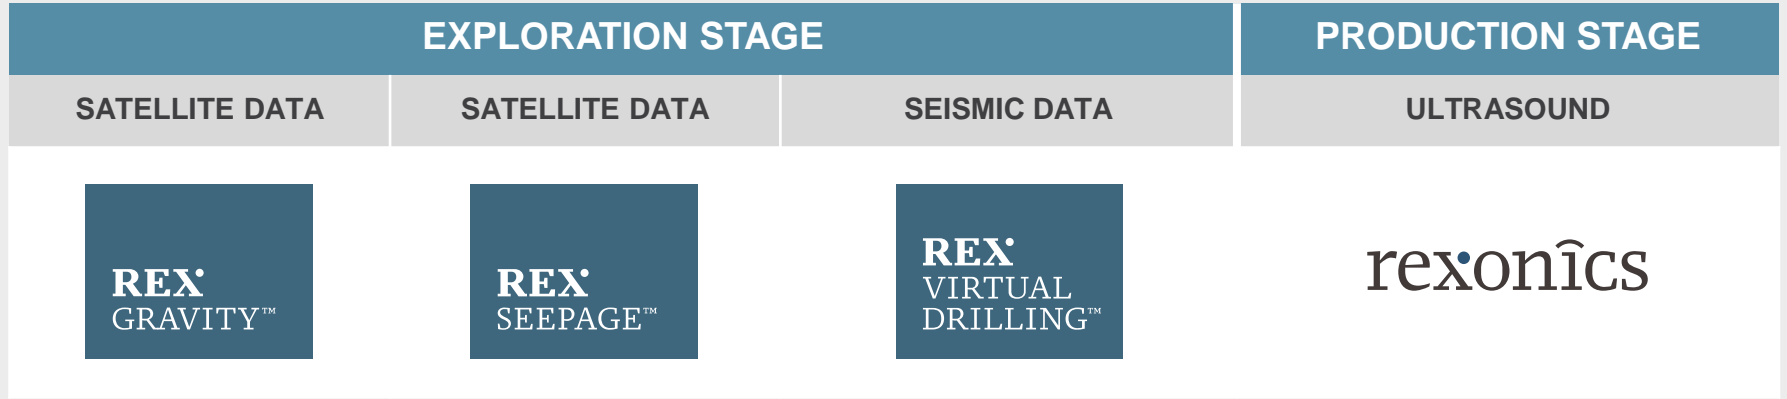 EXPLORATION STAGE
PRODUCTION STAGE
SATELLITE DATA
SATELLITE DATA
SEISMIC DATA
ULTRASOUND
REX
GRAVITY™
REX
SEEPAGE™
REX
VIRTUAL
DRILLING™
rexonics